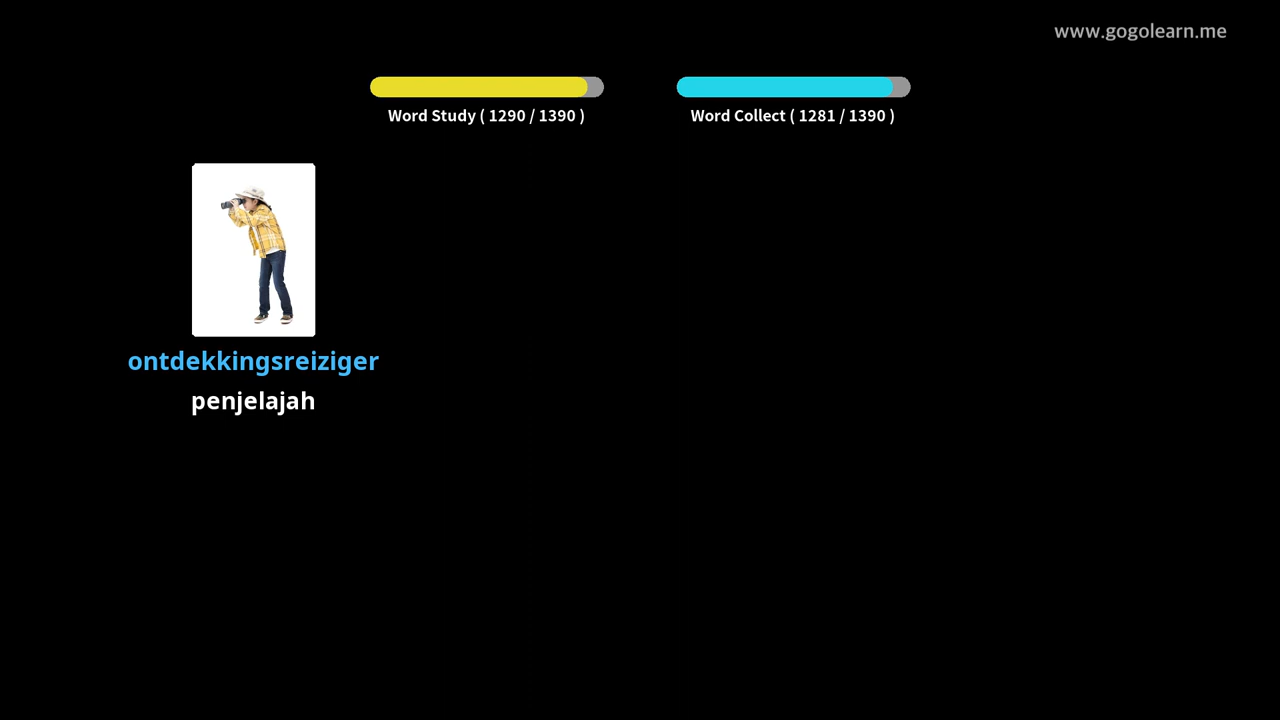 www.gogolearn.me
Word Study ( 1290 / 1390 )
Word Collect ( 1281 / 1390 )
ontdekkingsreiziger
penjelajah